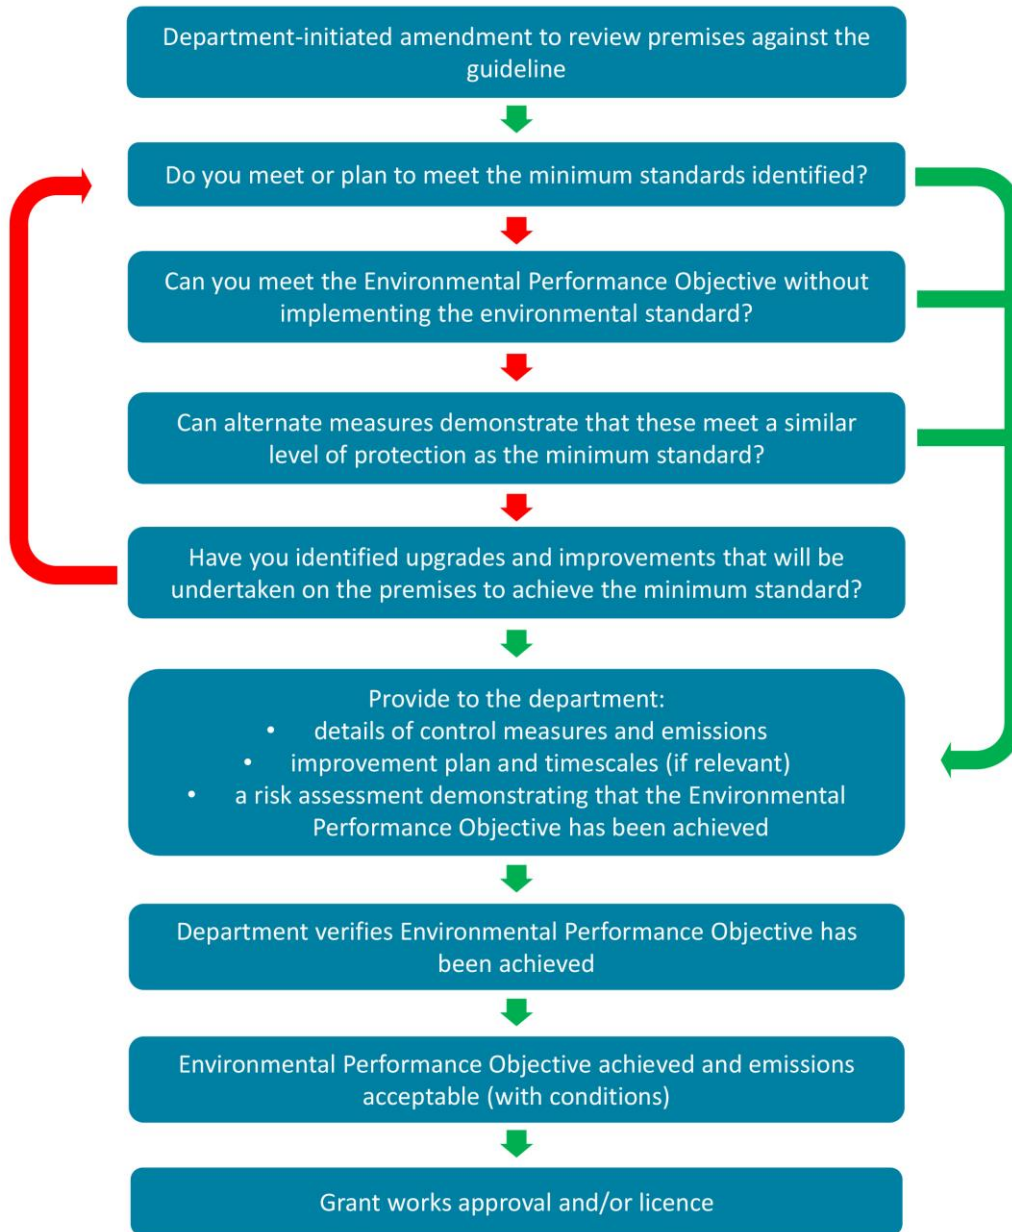 Department-initiated amendment to review premises against the
guideline
Do you meet or plan to meet the minimum standards identified?
Can you meet the Environmental Performance Objective without
implementing the environmental standard?
Can alternate measures demonstrate that these meet a similar
level of protection as the minimum standard?
Have you identified upgrades and improvements that will be
undertaken on the premises to achieve the minimum standard?
Provide to the department:
• details of control measures and emissions
• improvement plan and timescales (if relevant)
• a risk assessment demonstrating that the Environmental
Performance Objective has been achieved
Department verifies Environmental Performance Objective has
been achieved
Environmental Performance Objective achieved and emissions
acceptable (with conditions)
Grant works approval and/or licence